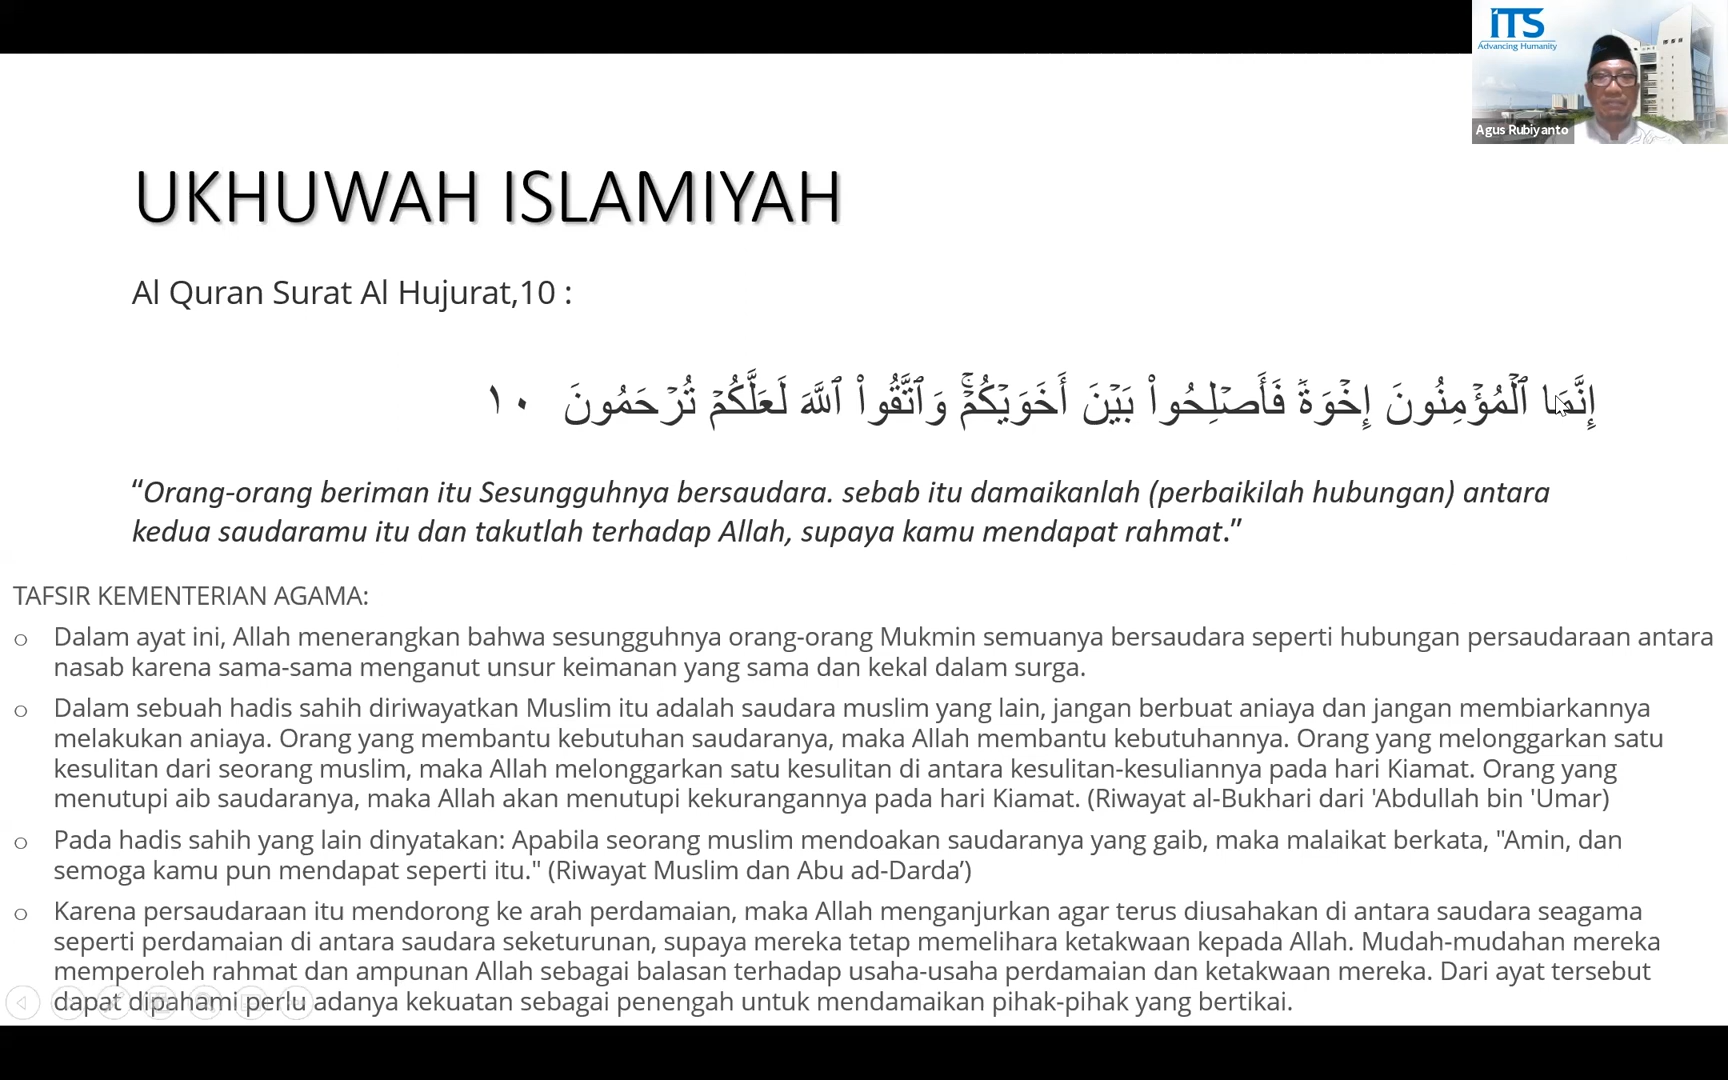 iTS
Advancing Humanity
Agus Rubiyanto
UKHUWAH ISLAMIYAH
Al Quran Surat Al Hujurat,10 :
إِنَّمَا ٱلۡمُؤۡمِنُونَ إِخۡوَةٞ فَأَصۡلِحُواْ بَيۡنَ أَخَوَيۡكُمۡۚ وَٱتَّقُواْ ٱللَّهَ لَعَلَّكُمۡ تُرۡحَمُونَ ١٠
“Orang-orang beriman itu Sesungguhnya bersaudara. sebab itu damaikanlah (perbaikilah hubungan) antara
kedua saudaramu itu dan takutlah terhadap Allah, supaya kamu mendapat rahmat.”
TAFSIR KEMENTERIAN AGAMA:
o Dalam ayat ini, Allah menerangkan bahwa sesungguhnya orang-orang Mukmin semuanya bersaudara seperti hubungan persaudaraan antara
nasab karena sama-sama menganut unsur keimanan yang sama dan kekal dalam surga.
o Dalam sebuah hadis sahih diriwayatkan Muslim itu adalah saudara muslim yang lain, jangan berbuat aniaya dan jangan membiarkannya
melakukan aniaya. Orang yang membantu kebutuhan saudaranya, maka Allah membantu kebutuhannya. Orang yang melonggarkan satu
kesulitan dari seorang muslim, maka Allah melonggarkan satu kesulitan di antara kesulitan-kesuliannya pada hari Kiamat. Orang yang
menutupi aib saudaranya, maka Allah akan menutupi kekurangannya pada hari Kiamat. (Riwayat al-Bukhari dari 'Abdullah bin 'Umar)
o Pada hadis sahih yang lain dinyatakan: Apabila seorang muslim mendoakan saudaranya yang gaib, maka malaikat berkata, "Amin, dan
semoga kamu pun mendapat seperti itu." (Riwayat Muslim dan Abu ad-Darda’)
o Karena persaudaraan itu mendorong ke arah perdamaian, maka Allah menganjurkan agar terus diusahakan di antara saudara seagama
seperti perdamaian di antara saudara seketurunan, supaya mereka tetap memelihara ketakwaan kepada Allah. Mudah-mudahan mereka
memperoleh rahmat dan ampunan Allah sebagai balasan terhadap usaha-usaha perdamaian dan ketakwaan mereka. Dari ayat tersebut
dapat dipahami perlu adanya kekuatan sebagai penengah untuk mendamaikan pihak-pihak yang bertikai.